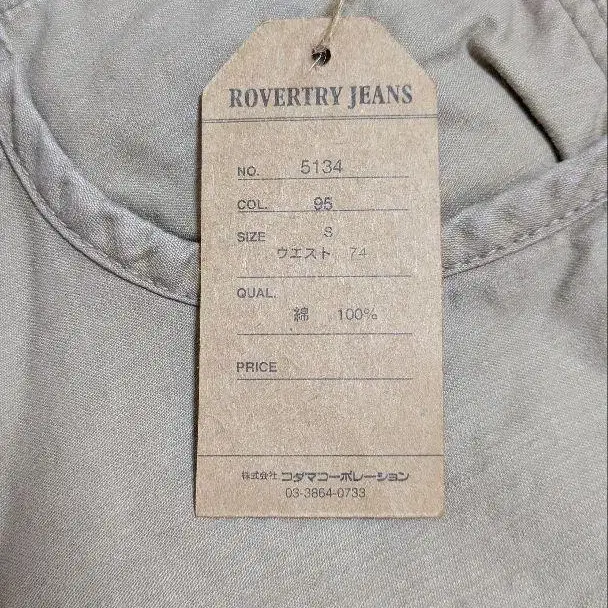 ROVERTRY JEANS
NO. 5134
COL. 95
SIZE S
ウエスト 74
QUAL.
綿 100%
PRICE
株式会社 コダマコーポレーション
03-3864-0733